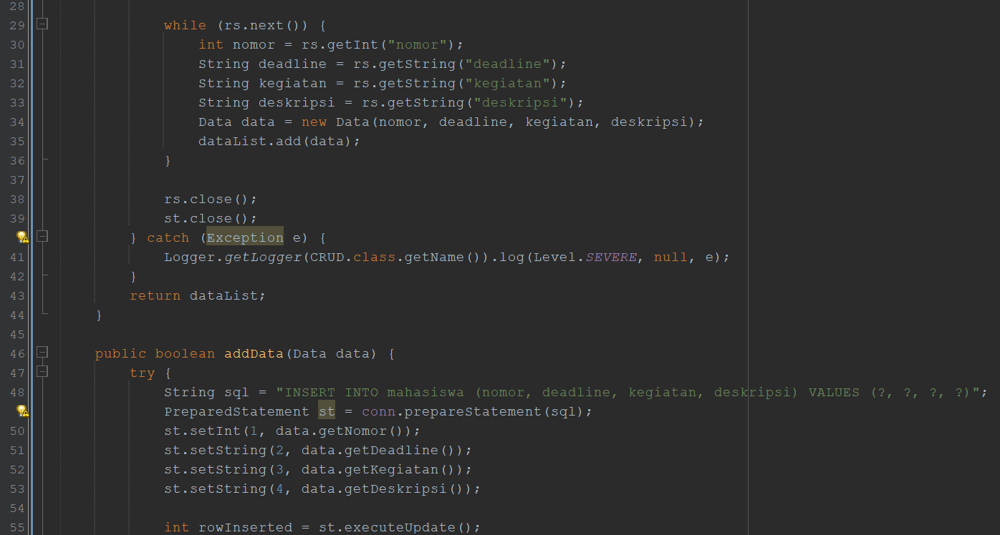 28
29 while (rs.next()) {
30 int nomor = rs.getInt("nomor");
31 String deadline = rs.getString("deadline");
32 String kegiatan = rs.getString("kegiatan");
33 String deskripsi = rs.getString("deskripsi");
34 Data data = new Data(nomor, deadline, kegiatan, deskripsi);
35 dataList.add(data);
36 }
37
38 rs.close();
39 st.close();
} catch (Exception e) {
41 Logger.getLogger(CRUD.class.getName()).log(Level.SEVERE, null, e);
42 }
43 return dataList;
44 }
45
46 public boolean addData(Data data) {
47 try {
48 String sql = "INSERT INTO mahasiswa (nomor, deadline, kegiatan, deskripsi) VALUES (?, ?, ?, ?)";
PreparedStatement st = conn.prepareStatement(sql);
50 st.setInt(1, data.getNomor());
51 st.setString(2, data.getDeadline());
52 st.setString(3, data.getKegiatan());
53 st.setString(4, data.getDeskripsi());
54
55 int rowInserted = st.executeUpdate();